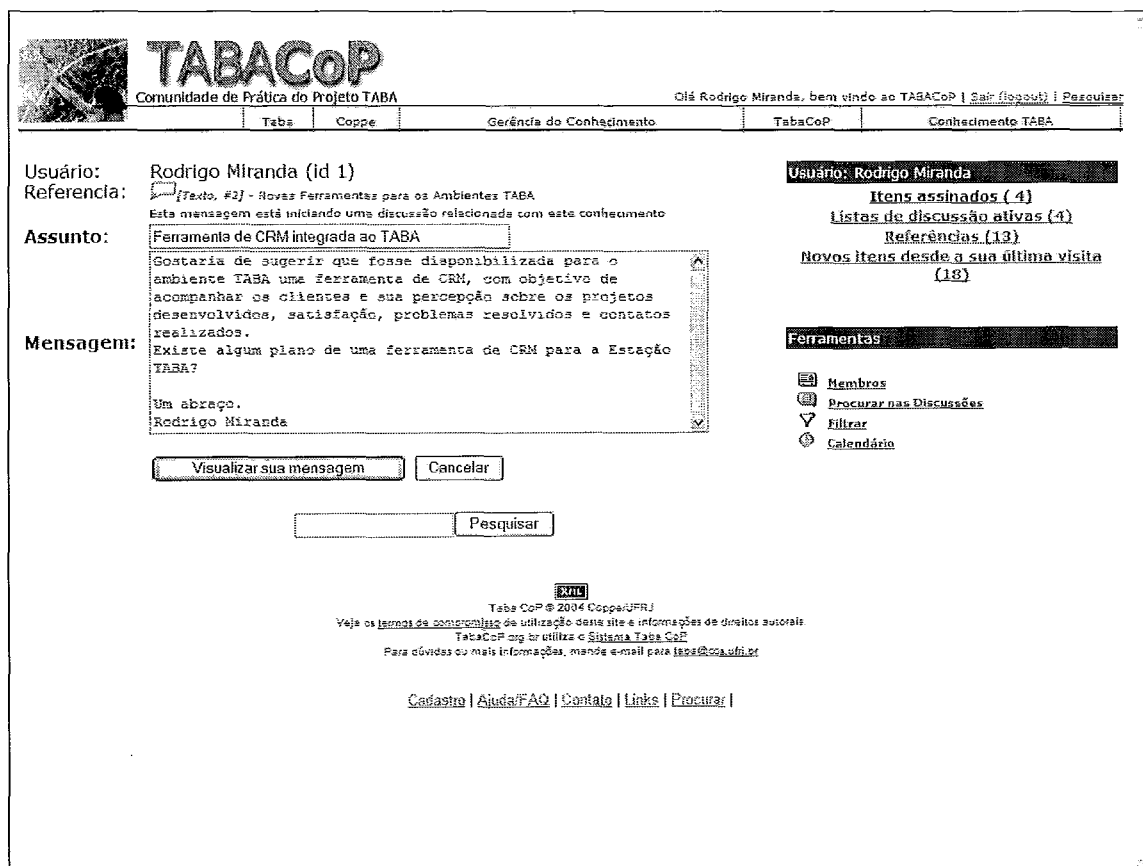 TABACoP
Comunidade de Prática do Projeto TABA
Olá Rodrigo Miranda, bem vindo ao TABACoP | Sair (logout) | Pesquisar
Taba Coppe Gerência do Conhecimento TabaCoP Conhecimento TABA
Usuário: Rodrigo Miranda (id 1)
Referencia: [Texto, #2] - Novas Ferramentas para os Ambientes TABA
Esta mensagem está iniciando uma discussão relacionada com este conhecimento
Assunto: Ferramenta de CRM integrada ao TABA
Mensagem:
Gostaria de sugerir que fosse disponibilizada para o
ambiente TABA uma ferramenta de CRM, com objetivo de
acompanhar os clientes e sua percepção sobre os projetos
desenvolvidos, satisfação, problemas resolvidos e contatos
realizados.
Existe algum plano de uma ferramenta de CRM para a Estação
TABA?
Um abraço.
Rodrigo Miranda
Visualizar sua mensagem Cancelar
Pesquisar
Usuário: Rodrigo Miranda
Itens assinados ( 4)
Listas de discussão ativas (4)
Referências (13)
Novos itens desde a sua última visita
(18)
Ferramentas
Membros
Procurar nas Discussões
Filtrar
Calendário
XML
Taba CoP © 2004 Coppe/UFRJ
Veja os termos de compromisso de utilização deste site e informações de direitos autorais
TabaCoP.org.br utiliza o Sistema Taba CoP
Para dúvidas ou mais informações, mande e-mail para taba@cos.ufrj.br
Cadastro | Ajuda/FAQ | Contato | Links | Procurar |